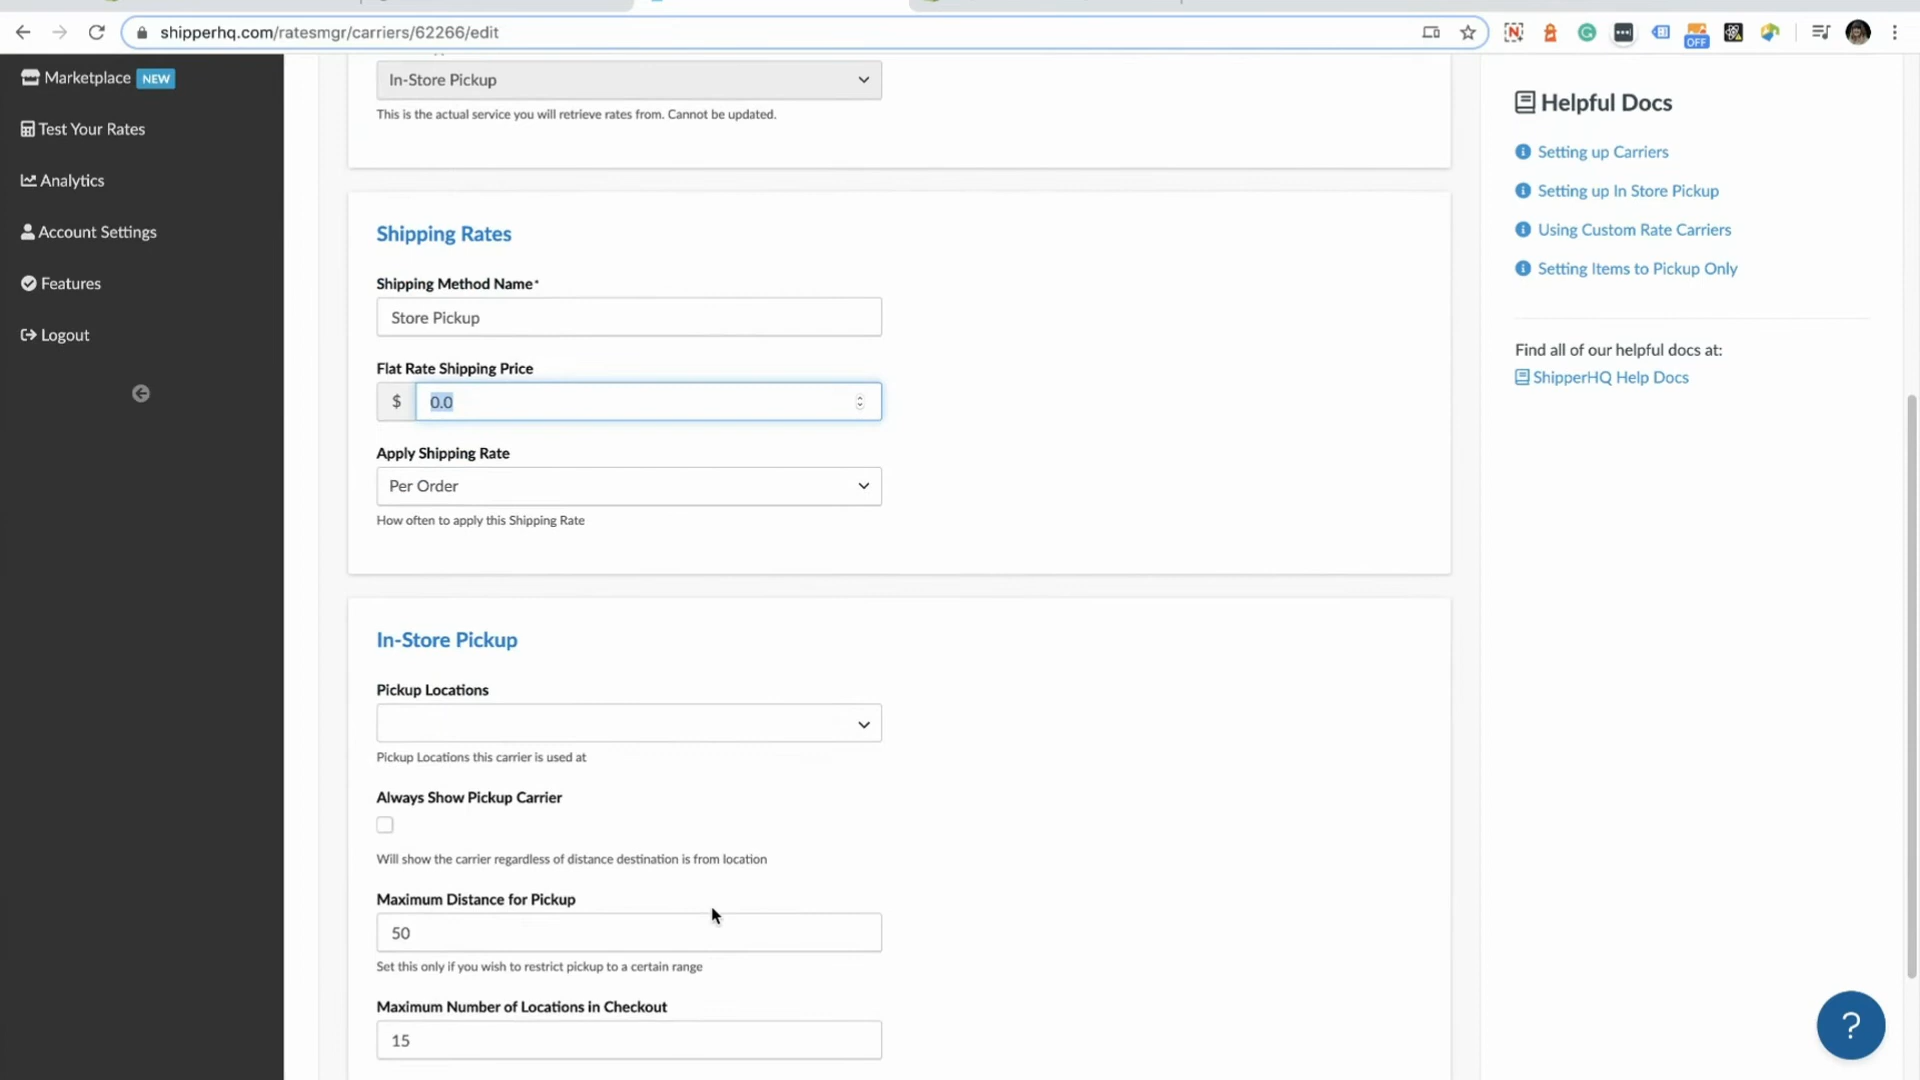 shipperhq.com/ratesmgr/carriers/62266/edit
OFF
Marketplace NEW
Test Your Rates
Analytics
Account Settings
Features
Logout
In-Store Pickup
This is the actual service you will retrieve rates from. Cannot be updated.
Shipping Rates
Shipping Method Name*
Store Pickup
Flat Rate Shipping Price
$ 0.0
Apply Shipping Rate
Per Order
How often to apply this Shipping Rate
In-Store Pickup
Pickup Locations
Pickup Locations this carrier is used at
Always Show Pickup Carrier
Will show the carrier regardless of distance destination is from location
Maximum Distance for Pickup
50
Set this only if you wish to restrict pickup to a certain range
Maximum Number of Locations in Checkout
15
Helpful Docs
Setting up Carriers
Setting up In Store Pickup
Using Custom Rate Carriers
Setting Items to Pickup Only
Find all of our helpful docs at:
ShipperHQ Help Docs
?